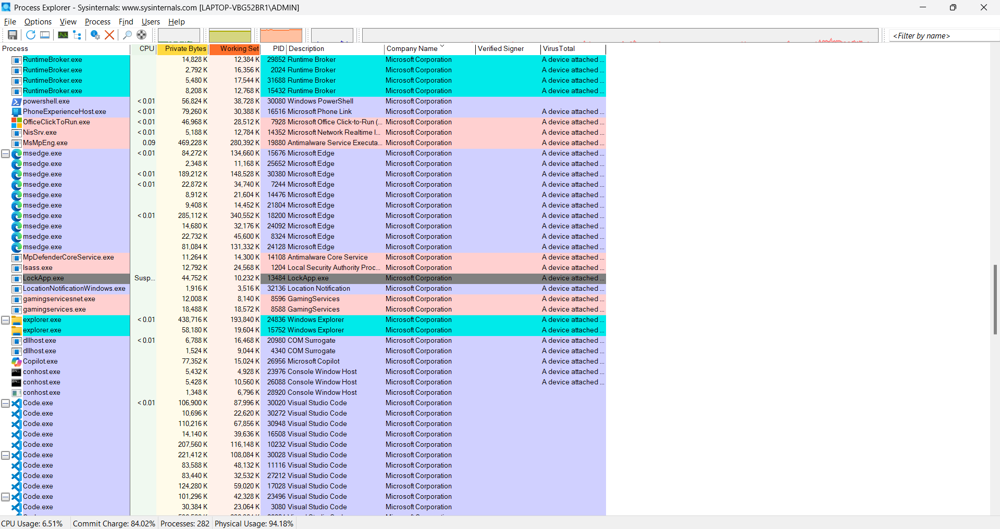 Process Explorer - Sysinternals: www.sysinternals.com [LAPTOP-VBG52BR1\ADMIN]
File Options View Process Find Users Help
<Filter by name>
Process CPU Private Bytes Working Set PID Description Company Name Verified Signer VirusTotal
RuntimeBroker.exe 14,828 K 12,384 K 29852 Runtime Broker Microsoft Corporation A device attached ...
RuntimeBroker.exe 2,792 K 16,356 K 2024 Runtime Broker Microsoft Corporation A device attached ...
RuntimeBroker.exe 5,480 K 17,544 K 31688 Runtime Broker Microsoft Corporation A device attached ...
RuntimeBroker.exe 8,208 K 12,768 K 15432 Runtime Broker Microsoft Corporation A device attached ...
powershell.exe < 0.01 56,824 K 38,728 K 30080 Windows PowerShell Microsoft Corporation
PhoneExperienceHost.exe < 0.01 79,260 K 30,388 K 16516 Microsoft Phone Link Microsoft Corporation A device attached ...
OfficeClickToRun.exe < 0.01 46,968 K 28,512 K 7928 Microsoft Office Click-to-Run (... Microsoft Corporation A device attached ...
NisSrv.exe < 0.01 5,188 K 12,784 K 14352 Microsoft Network Realtime I... Microsoft Corporation A device attached ...
MsMpEng.exe 0.09 469,228 K 280,392 K 19880 Antimalware Service Executa... Microsoft Corporation A device attached ...
msedge.exe < 0.01 84,272 K 134,660 K 15676 Microsoft Edge Microsoft Corporation A device attached ...
msedge.exe 2,348 K 11,168 K 25652 Microsoft Edge Microsoft Corporation A device attached ...
msedge.exe < 0.01 189,212 K 148,528 K 30380 Microsoft Edge Microsoft Corporation A device attached ...
msedge.exe < 0.01 22,872 K 34,740 K 7244 Microsoft Edge Microsoft Corporation A device attached ...
msedge.exe 8,912 K 21,604 K 14476 Microsoft Edge Microsoft Corporation A device attached ...
msedge.exe 9,408 K 14,452 K 21804 Microsoft Edge Microsoft Corporation A device attached ...
msedge.exe < 0.01 285,112 K 340,552 K 18200 Microsoft Edge Microsoft Corporation A device attached ...
msedge.exe 14,680 K 32,176 K 24092 Microsoft Edge Microsoft Corporation A device attached ...
msedge.exe 22,732 K 45,600 K 8324 Microsoft Edge Microsoft Corporation A device attached ...
msedge.exe 81,084 K 131,332 K 24128 Microsoft Edge Microsoft Corporation A device attached ...
MpDefenderCoreService.exe 11,264 K 14,300 K 14108 Antimalware Core Service Microsoft Corporation A device attached ...
lsass.exe 12,792 K 24,568 K 1204 Local Security Authority Proc... Microsoft Corporation A device attached ...
LockApp.exe Susp... 44,752 K 10,232 K 13484 LockApp.exe Microsoft Corporation A device attached ...
LocationNotificationWindows.exe 1,916 K 3,516 K 32136 Location Notification Microsoft Corporation A device attached ...
gamingservicesnet.exe 12,008 K 8,140 K 8596 GamingServices Microsoft Corporation A device attached ...
gamingservices.exe 18,488 K 18,572 K 8588 GamingServices Microsoft Corporation A device attached ...
explorer.exe < 0.01 438,716 K 193,840 K 24836 Windows Explorer Microsoft Corporation A device attached ...
explorer.exe 58,180 K 19,604 K 15752 Windows Explorer Microsoft Corporation A device attached ...
dllhost.exe < 0.01 6,788 K 16,468 K 20980 COM Surrogate Microsoft Corporation A device attached ...
dllhost.exe 1,524 K 9,044 K 4340 COM Surrogate Microsoft Corporation A device attached ...
Copilot.exe 77,352 K 15,024 K 26956 Microsoft Copilot Microsoft Corporation A device attached ...
conhost.exe 5,432 K 4,928 K 23976 Console Window Host Microsoft Corporation A device attached ...
conhost.exe 5,428 K 10,560 K 26088 Console Window Host Microsoft Corporation A device attached ...
conhost.exe 1,348 K 6,796 K 28920 Console Window Host Microsoft Corporation
Code.exe < 0.01 106,900 K 87,996 K 30020 Visual Studio Code Microsoft Corporation
Code.exe 10,696 K 22,620 K 30272 Visual Studio Code Microsoft Corporation
Code.exe 110,216 K 67,856 K 30948 Visual Studio Code Microsoft Corporation
Code.exe 14,140 K 39,636 K 16508 Visual Studio Code Microsoft Corporation
Code.exe 207,560 K 116,148 K 10232 Visual Studio Code Microsoft Corporation
Code.exe 221,412 K 108,084 K 30028 Visual Studio Code Microsoft Corporation
Code.exe 83,588 K 48,132 K 11116 Visual Studio Code Microsoft Corporation
Code.exe 83,440 K 32,532 K 27212 Visual Studio Code Microsoft Corporation
Code.exe 124,280 K 59,020 K 17028 Visual Studio Code Microsoft Corporation
Code.exe 101,296 K 42,328 K 23496 Visual Studio Code Microsoft Corporation
Code.exe 30,384 K 23,064 K 3080 Visual Studio Code Microsoft Corporation
CPU Usage: 6.51% Commit Charge: 84.02% Processes: 282 Physical Usage: 94.18%